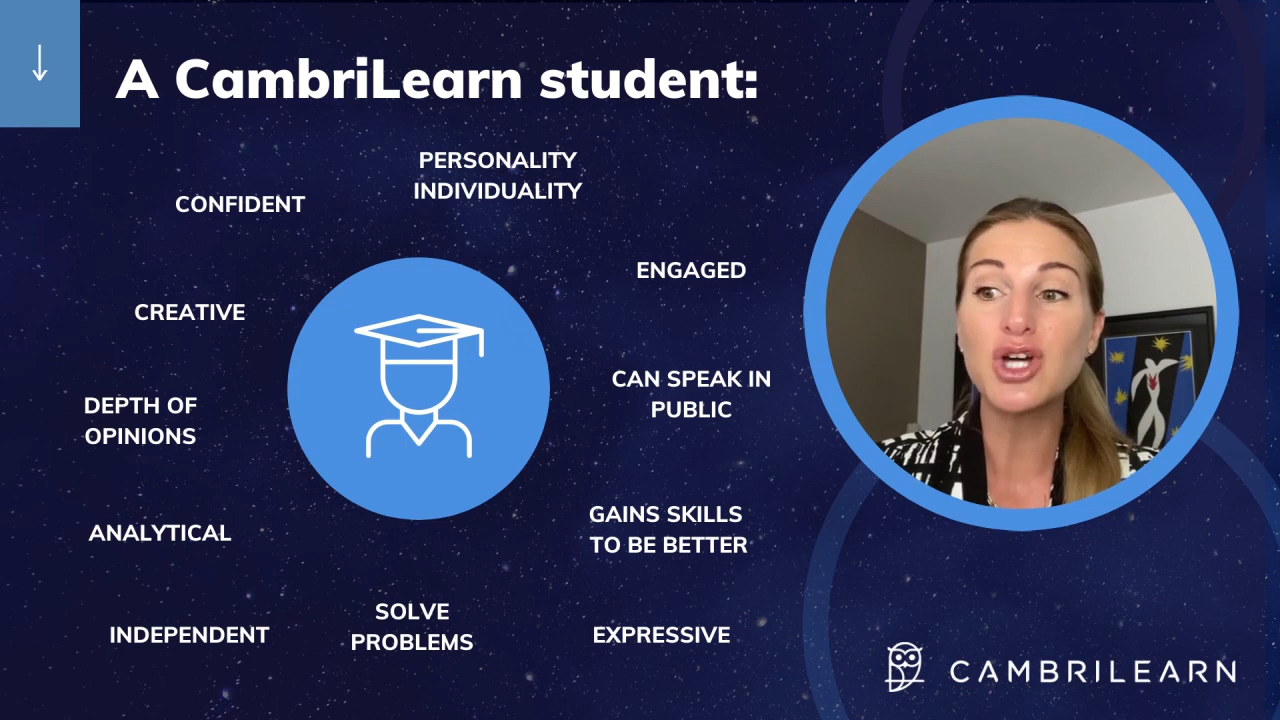 A CambriLearn student:
PERSONALITY
INDIVIDUALITY
CONFIDENT
ENGAGED
CREATIVE
CAN SPEAK IN
PUBLIC
DEPTH OF
OPINIONS
GAINS SKILLS
TO BE BETTER
ANALYTICAL
SOLVE
PROBLEMS
INDEPENDENT
EXPRESSIVE
CAMBRILEARN